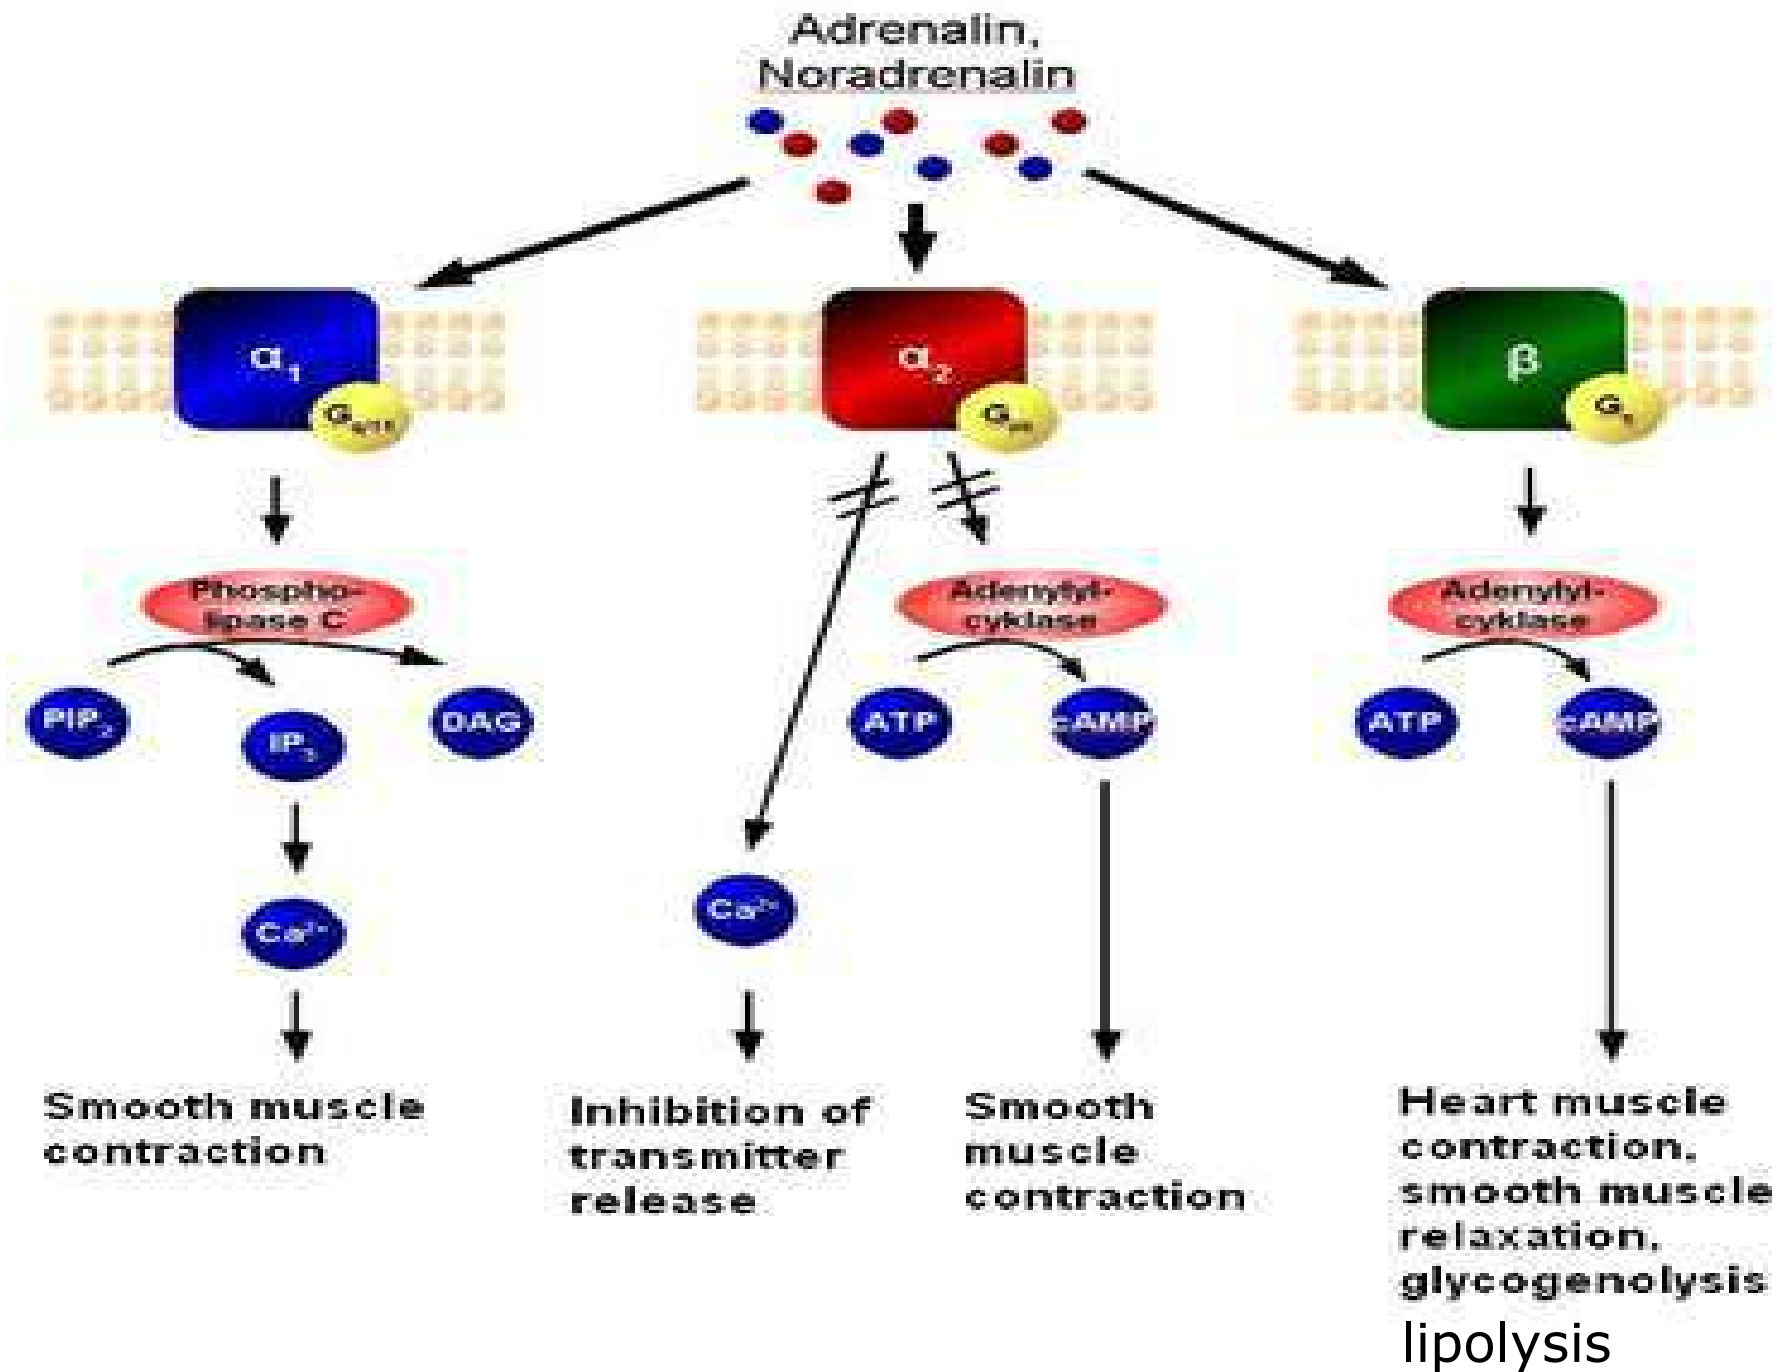 Adrenalin,
Noradrenalin
α1
α2
β
G
G
G
Phospho-
lipase C
Adenylyl-
cyklase
Adenylyl-
cyklase
PIP2
IP3
DAG
ATP
cAMP
ATP
cAMP
Ca2+
Ca2+
Smooth muscle
contraction
Inhibition of
transmitter
release
Smooth
muscle
contraction
Heart muscle
contraction,
smooth muscle
relaxation,
glycogenolysis
lipolysis